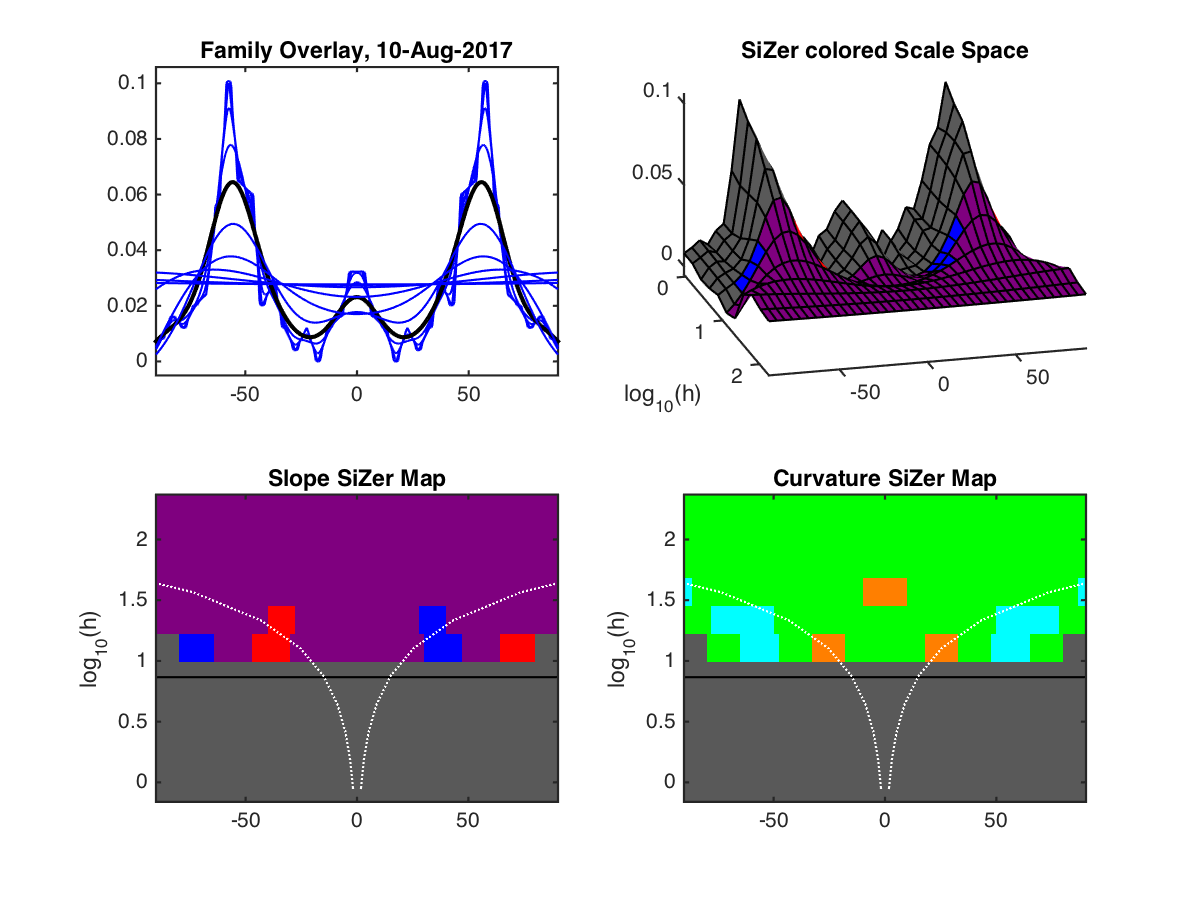 Family Overlay, 10-Aug-2017
0.1
0.08
0.06
0.04
0.02
0
-50 0 50
SiZer colored Scale Space
0.1
0.05
0
0
1
2
log10(h)
-50
0
50
Slope SiZer Map
2
1.5
1
0.5
0
log10(h)
-50 0 50
Curvature SiZer Map
2
1.5
1
0.5
0
log10(h)
-50 0 50